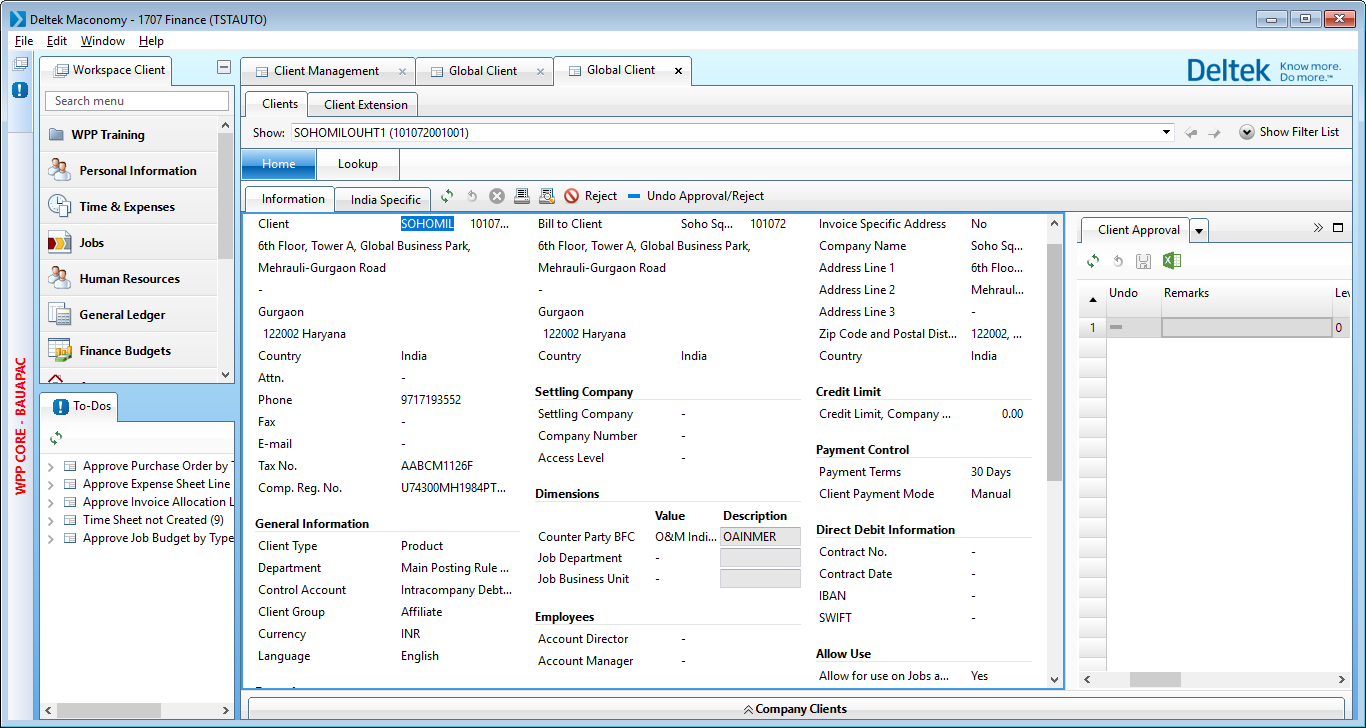 Deltek Maconomy - 1707 Finance (TSTAUTO)
File Edit Window Help
Workspace Client
Search menu
WPP Training
Personal Information
Time & Expenses
Jobs
Human Resources
General Ledger
Finance Budgets
WPP CORE - BAUAPAC
To-Dos
Approve Purchase Order by T
Approve Expense Sheet Line
Approve Invoice Allocation L
Time Sheet not Created (9)
Approve Job Budget by Type
Client Management Global Client Global Client
Deltek Know more.
Do more.™
Clients Client Extension
Show: SOHOMILOUHT1 (101072001001) Show Filter List
Home Lookup
Information India Specific Reject Undo Approval/Reject
Client SOHOMIL 10107...
6th Floor, Tower A, Global Business Park,
Mehrauli-Gurgaon Road
-
Gurgaon
122002 Haryana
Country India
Attn. -
Phone 9717193552
Fax -
E-mail -
Tax No. AABCM1126F
Comp. Reg. No. U74300MH1984PT...
General Information
Client Type Product
Department Main Posting Rule ...
Control Account Intracompany Debt...
Client Group Affiliate
Currency INR
Language English
Bill to Client Soho Sq... 101072
6th Floor, Tower A, Global Business Park,
Mehrauli-Gurgaon Road
-
Gurgaon
122002 Haryana
Country India
Settling Company
Settling Company -
Company Number -
Access Level -
Dimensions
Value Description
Counter Party BFC O&M Indi... OAINMER
Job Department -
Job Business Unit -
Employees
Account Director -
Account Manager -
Invoice Specific Address No
Company Name Soho Sq...
Address Line 1 6th Floo...
Address Line 2 Mehraul...
Address Line 3 -
Zip Code and Postal Dist... 122002, ...
Country India
Credit Limit
Credit Limit, Company ... 0.00
Payment Control
Payment Terms 30 Days
Client Payment Mode Manual
Direct Debit Information
Contract No. -
Contract Date -
IBAN -
SWIFT -
Allow Use
Allow for use on Jobs a... Yes
Client Approval
Undo Remarks Lev
1 0
Company Clients